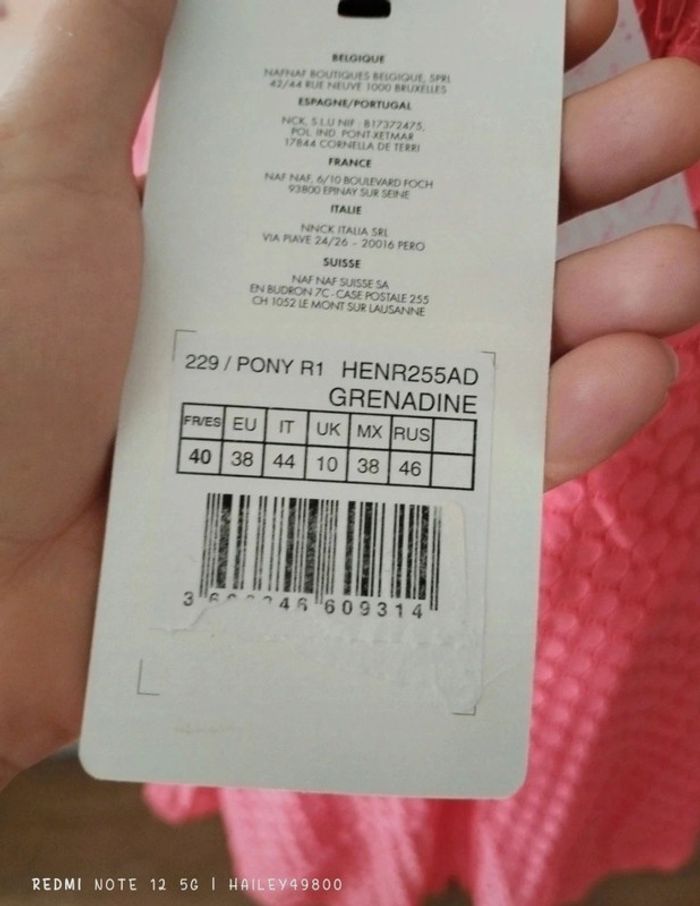 BELGIQUE
NAFNAF BOUTIQUES BELGIQUE, SPRL
42/44 RUE NEUVE 1000 BRUXELLES
ESPAGNE/PORTUGAL
NCK, S.L.U NIF : B17372475,
POL. IND. PONT-XETMAR
17844 CORNELLA DE TERRI
FRANCE
NAF NAF, 6/10 BOULEVARD FOCH
93800 EPINAY SUR SEINE
ITALIE
NNCK ITALIA SRL
VIA PIAVE 24/26 - 20016 PERO
SUISSE
NAF NAF SUISSE SA
EN BUDRON 7C - CASE POSTALE 255
CH 1052 LE MONT SUR LAUSANNE
229 / PONY R1 HENR255AD
GRENADINE
FR/ES EU IT UK MX RUS
40 38 44 10 38 46
3 46 609314
REDMI NOTE 12 5G | HAILEY49800